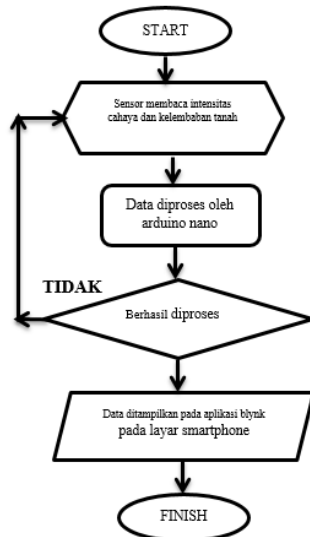 START
Sensor membaca intensitas
cahaya dan kelembaban tanah
Data diproses oleh
arduino nano
TIDAK
Berhasil diproses
Data ditampilkan pada aplikasi blynk
pada layar smartphone
FINISH